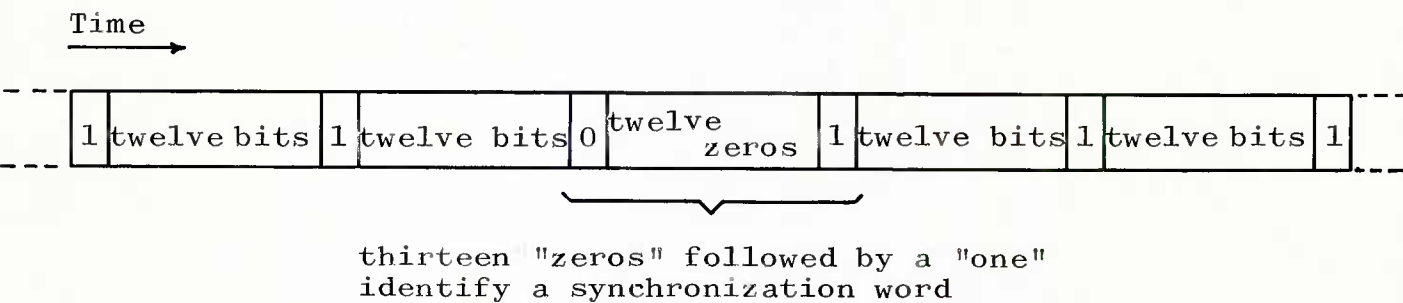 Time
1 twelve bits 1 twelve bits 0 twelve zeros 1 twelve bits 1 twelve bits 1
thirteen "zeros" followed by a "one"
identify a synchronization word